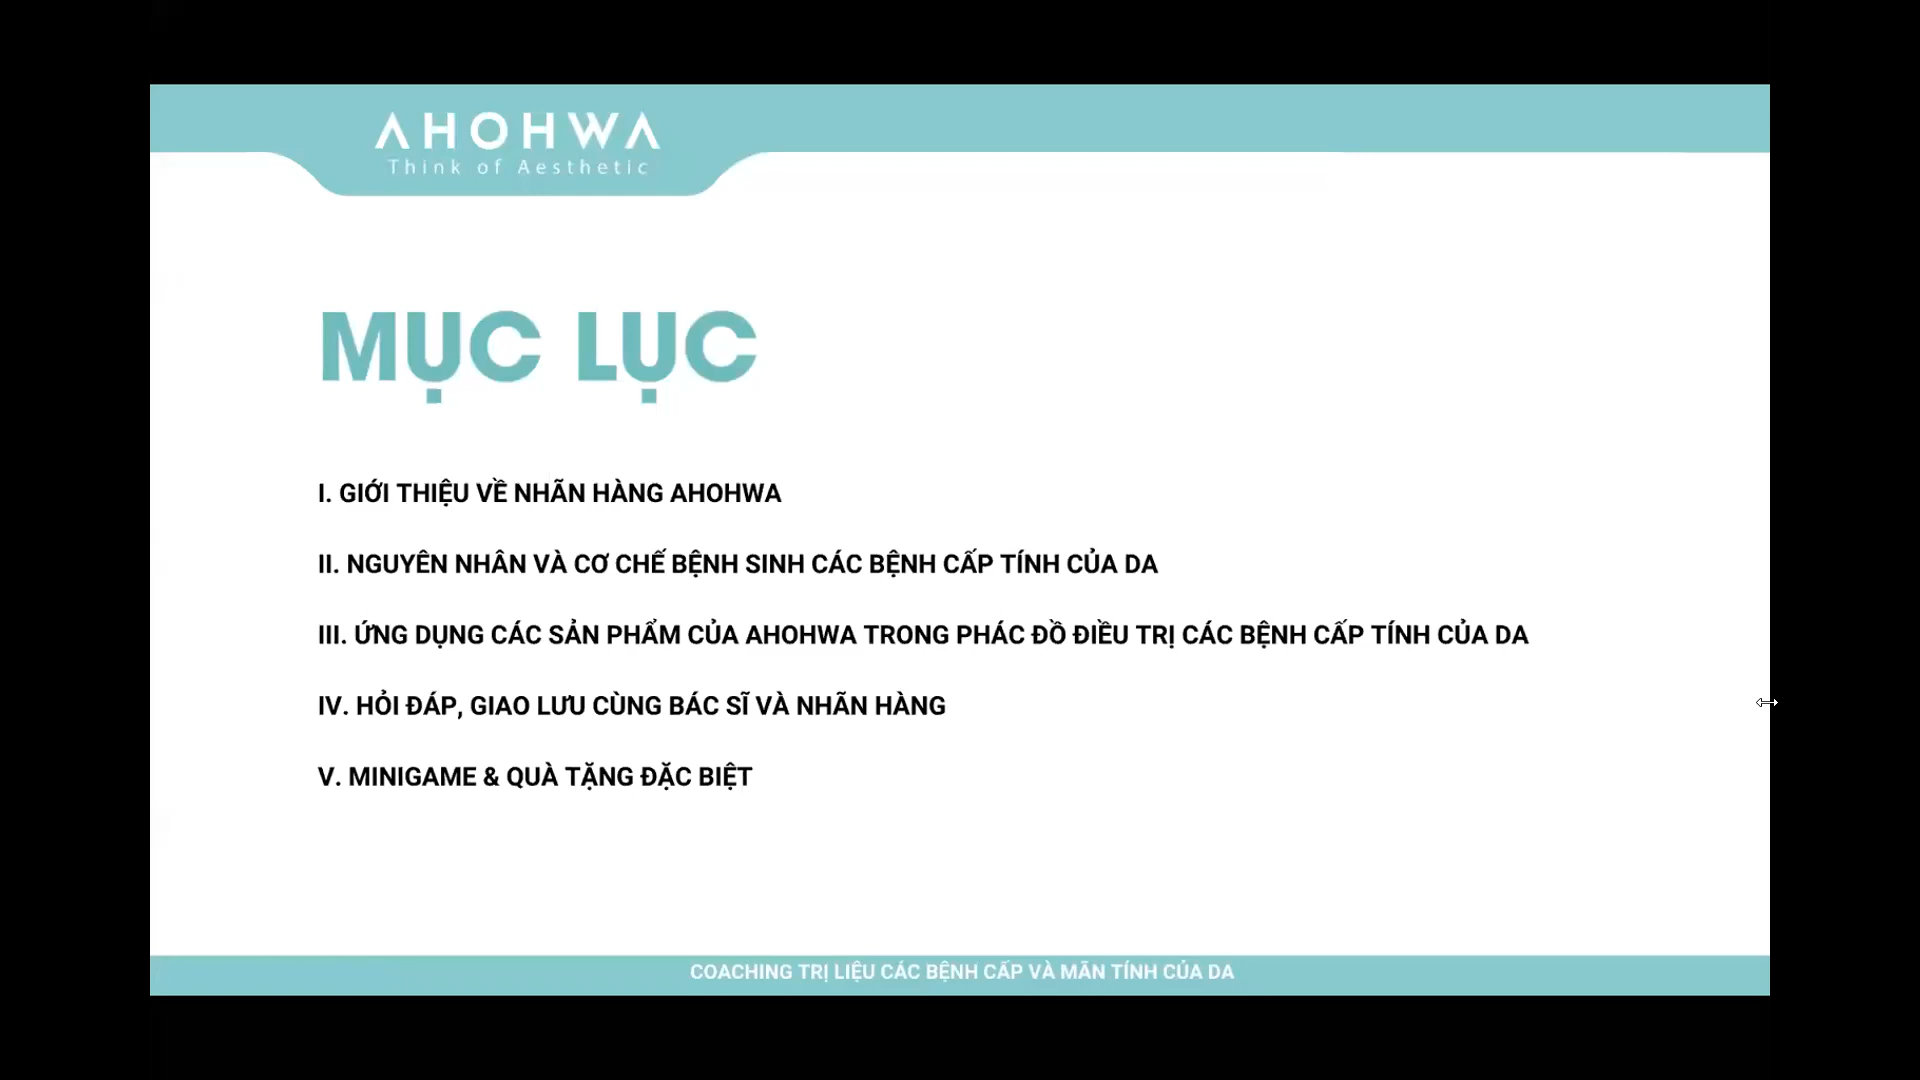 AHOHWA
Think of Aesthetic
MỤC LỤC
I. GIỚI THIỆU VỀ NHÃN HÀNG AHOHWA
II. NGUYÊN NHÂN VÀ CƠ CHẾ BỆNH SINH CÁC BỆNH CẤP TÍNH CỦA DA
III. ỨNG DỤNG CÁC SẢN PHẨM CỦA AHOHWA TRONG PHÁC ĐỒ ĐIỀU TRỊ CÁC BỆNH CẤP TÍNH CỦA DA
IV. HỎI ĐÁP, GIAO LƯU CÙNG BÁC SĨ VÀ NHÃN HÀNG
V. MINIGAME & QUÀ TẶNG ĐẶC BIỆT
COACHING TRỊ LIỆU CÁC BỆNH CẤP VÀ MÃN TÍNH CỦA DA